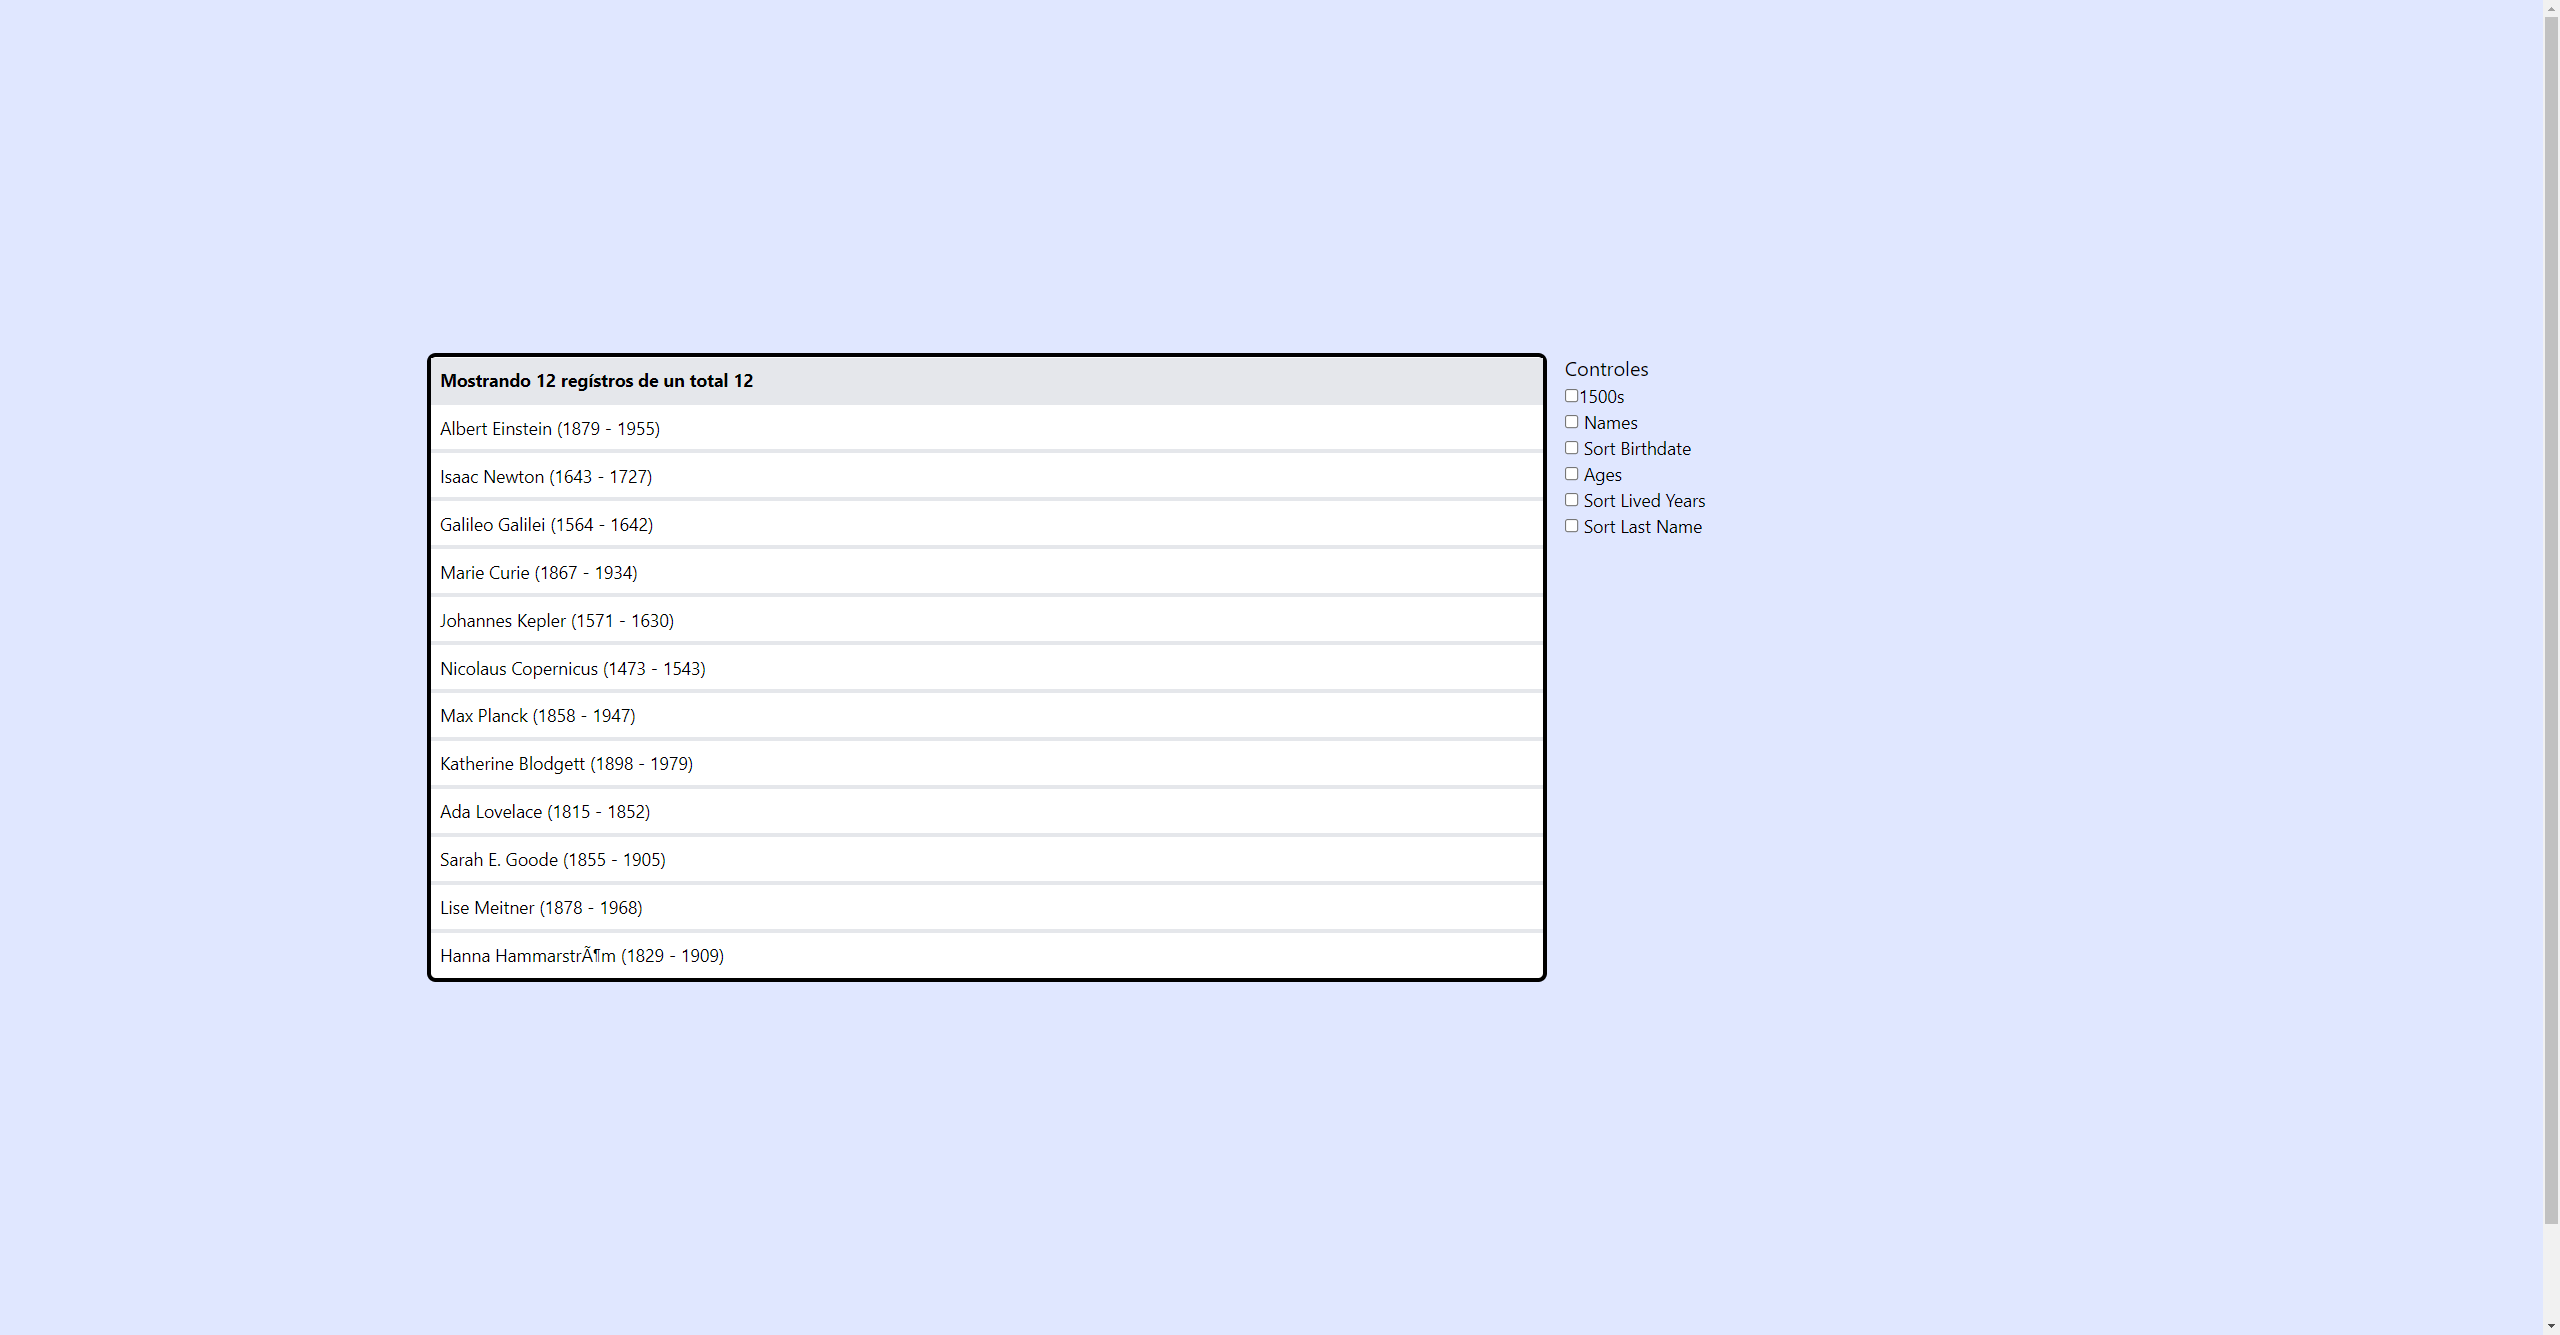 Mostrando 12 regístros de un total 12
Albert Einstein (1879 - 1955)
Isaac Newton (1643 - 1727)
Galileo Galilei (1564 - 1642)
Marie Curie (1867 - 1934)
Johannes Kepler (1571 - 1630)
Nicolaus Copernicus (1473 - 1543)
Max Planck (1858 - 1947)
Katherine Blodgett (1898 - 1979)
Ada Lovelace (1815 - 1852)
Sarah E. Goode (1855 - 1905)
Lise Meitner (1878 - 1968)
Hanna HammarstrÃ¶m (1829 - 1909)
Controles
1500s
Names
Sort Birthdate
Ages
Sort Lived Years
Sort Last Name